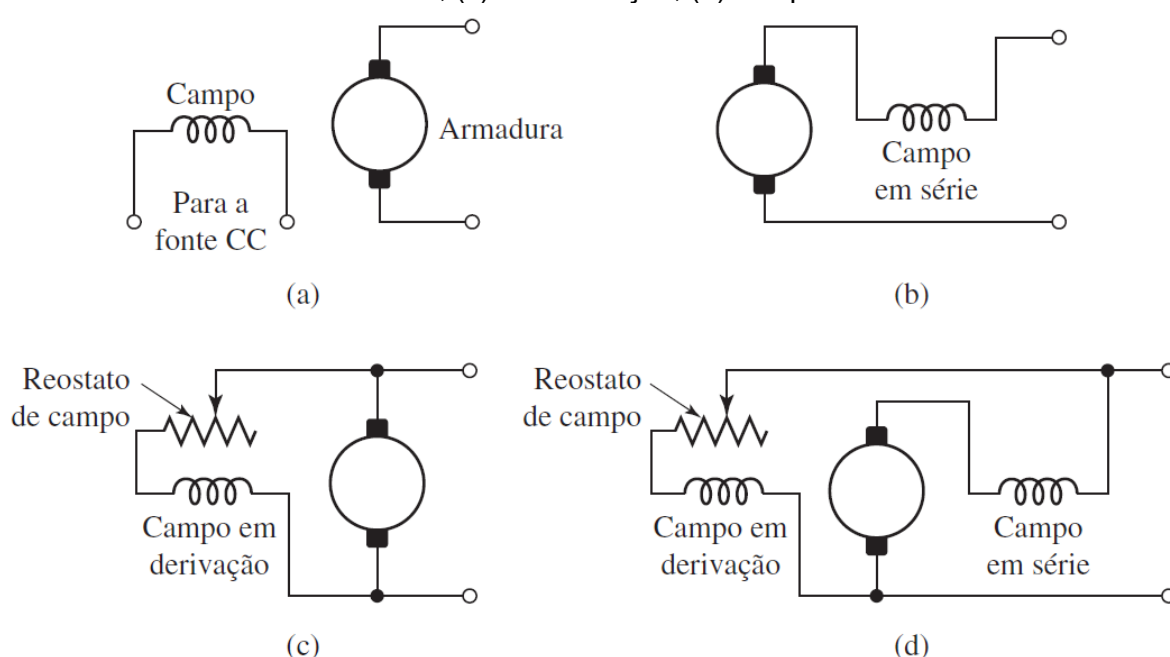 Campo
Armadura
Para a
fonte CC
(a)
Campo
em série
(b)
Reostato
de campo
Campo em
derivação
(c)
Reostato
de campo
Campo em
derivação
Campo
em série
(d)